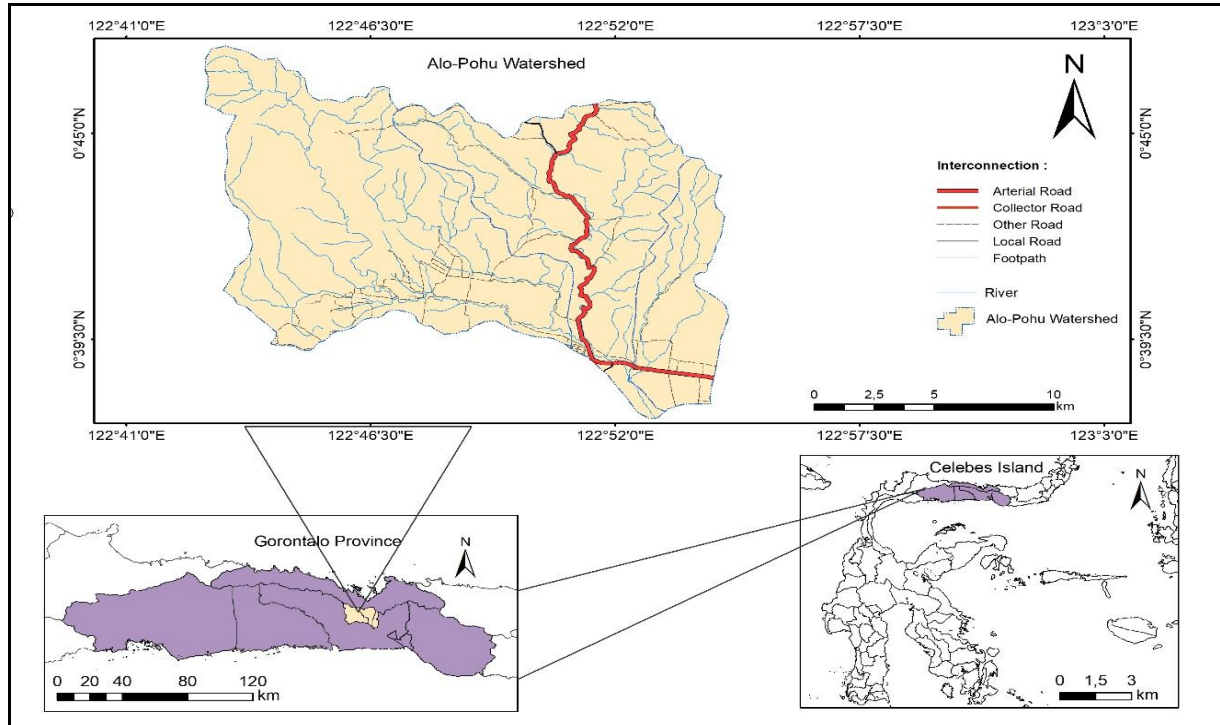 122°41'0"E 122°46'30"E 122°52'0"E 122°57'30"E 123°3'0"E
Alo-Pohu Watershed
N
0°45'0"N
0°45'0"N
Interconnection :
Arterial Road
Collector Road
Other Road
Local Road
Footpath
River
Alo-Pohu Watershed
0°39'30"N
0°39'30"N
0 2,5 5 10
km
122°41'0"E 122°46'30"E 122°52'0"E 122°57'30"E 123°3'0"E
Gorontalo Province
N
0 20 40 80 120
km
Celebes Island
N
0 1,5 3
km